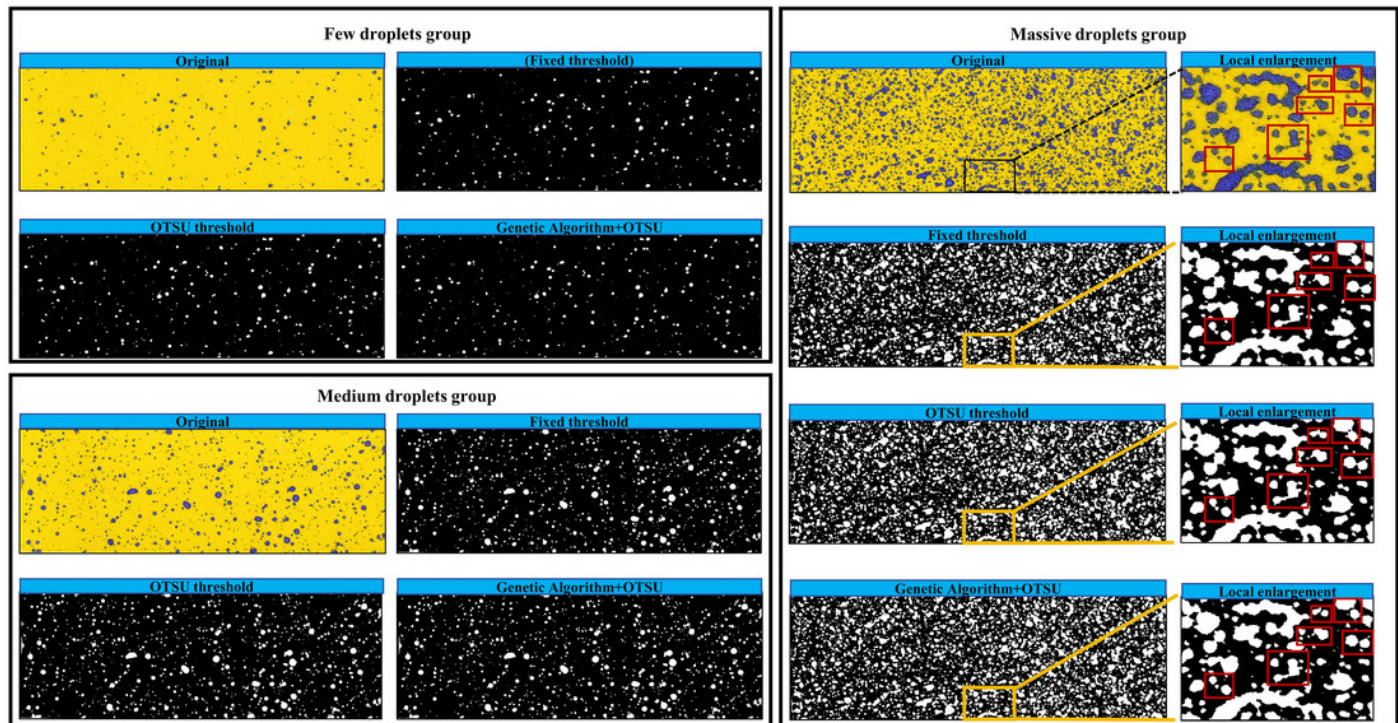 Few droplets group
Original
(Fixed threshold)
OTSU threshold
Genetic Algorithm+OTSU
Medium droplets group
Original
Fixed threshold
OTSU threshold
Genetic Algorithm+OTSU
Massive droplets group
Original
Local enlargement
Fixed threshold
Local enlargement
OTSU threshold
Local enlargement
Genetic Algorithm+OTSU
Local enlargement